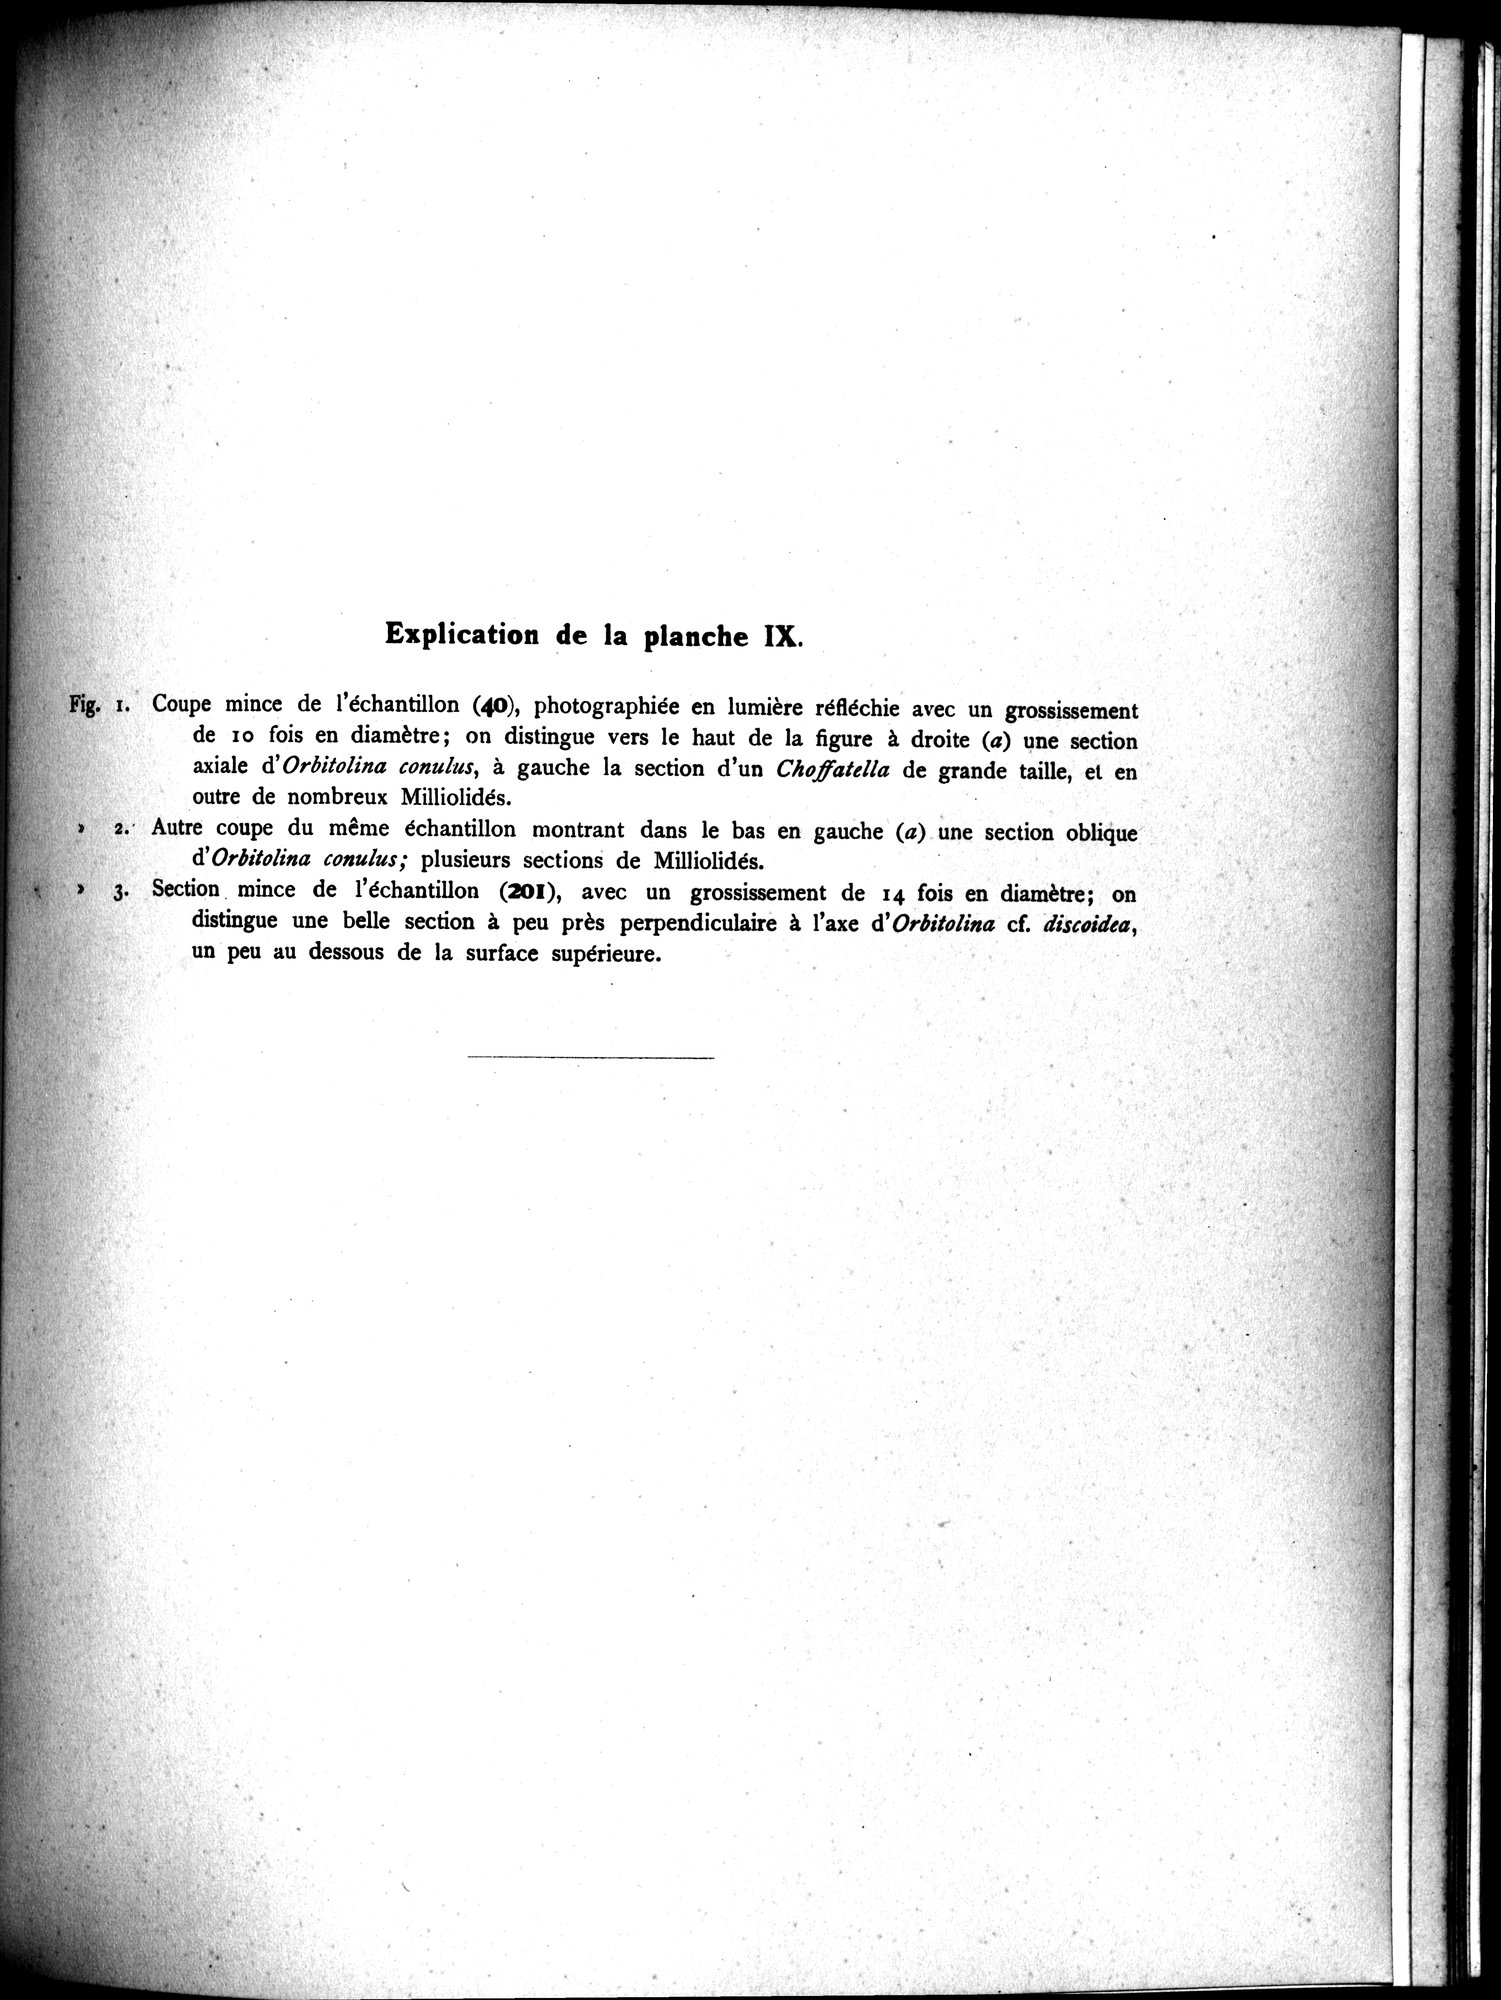 Explication de la planche IX.
Fig. 1. Coupe mince de l'échantillon (40), photographiée en lumière réfléchie avec un grossissement
de 10 fois en diamètre; on distingue vers le haut de la figure à droite (a) une section
axiale d'Orbitolina conulus, à gauche la section d'un Choffatella de grande taille, et en
outre de nombreux Milliolidés.
» 2. Autre coupe du même échantillon montrant dans le bas en gauche (a) une section oblique
d'Orbitolina conulus; plusieurs sections de Milliolidés.
» 3. Section mince de l'échantillon (201), avec un grossissement de 14 fois en diamètre; on
distingue une belle section à peu près perpendiculaire à l'axe d'Orbitolina cf. discoidea,
un peu au dessous de la surface supérieure.